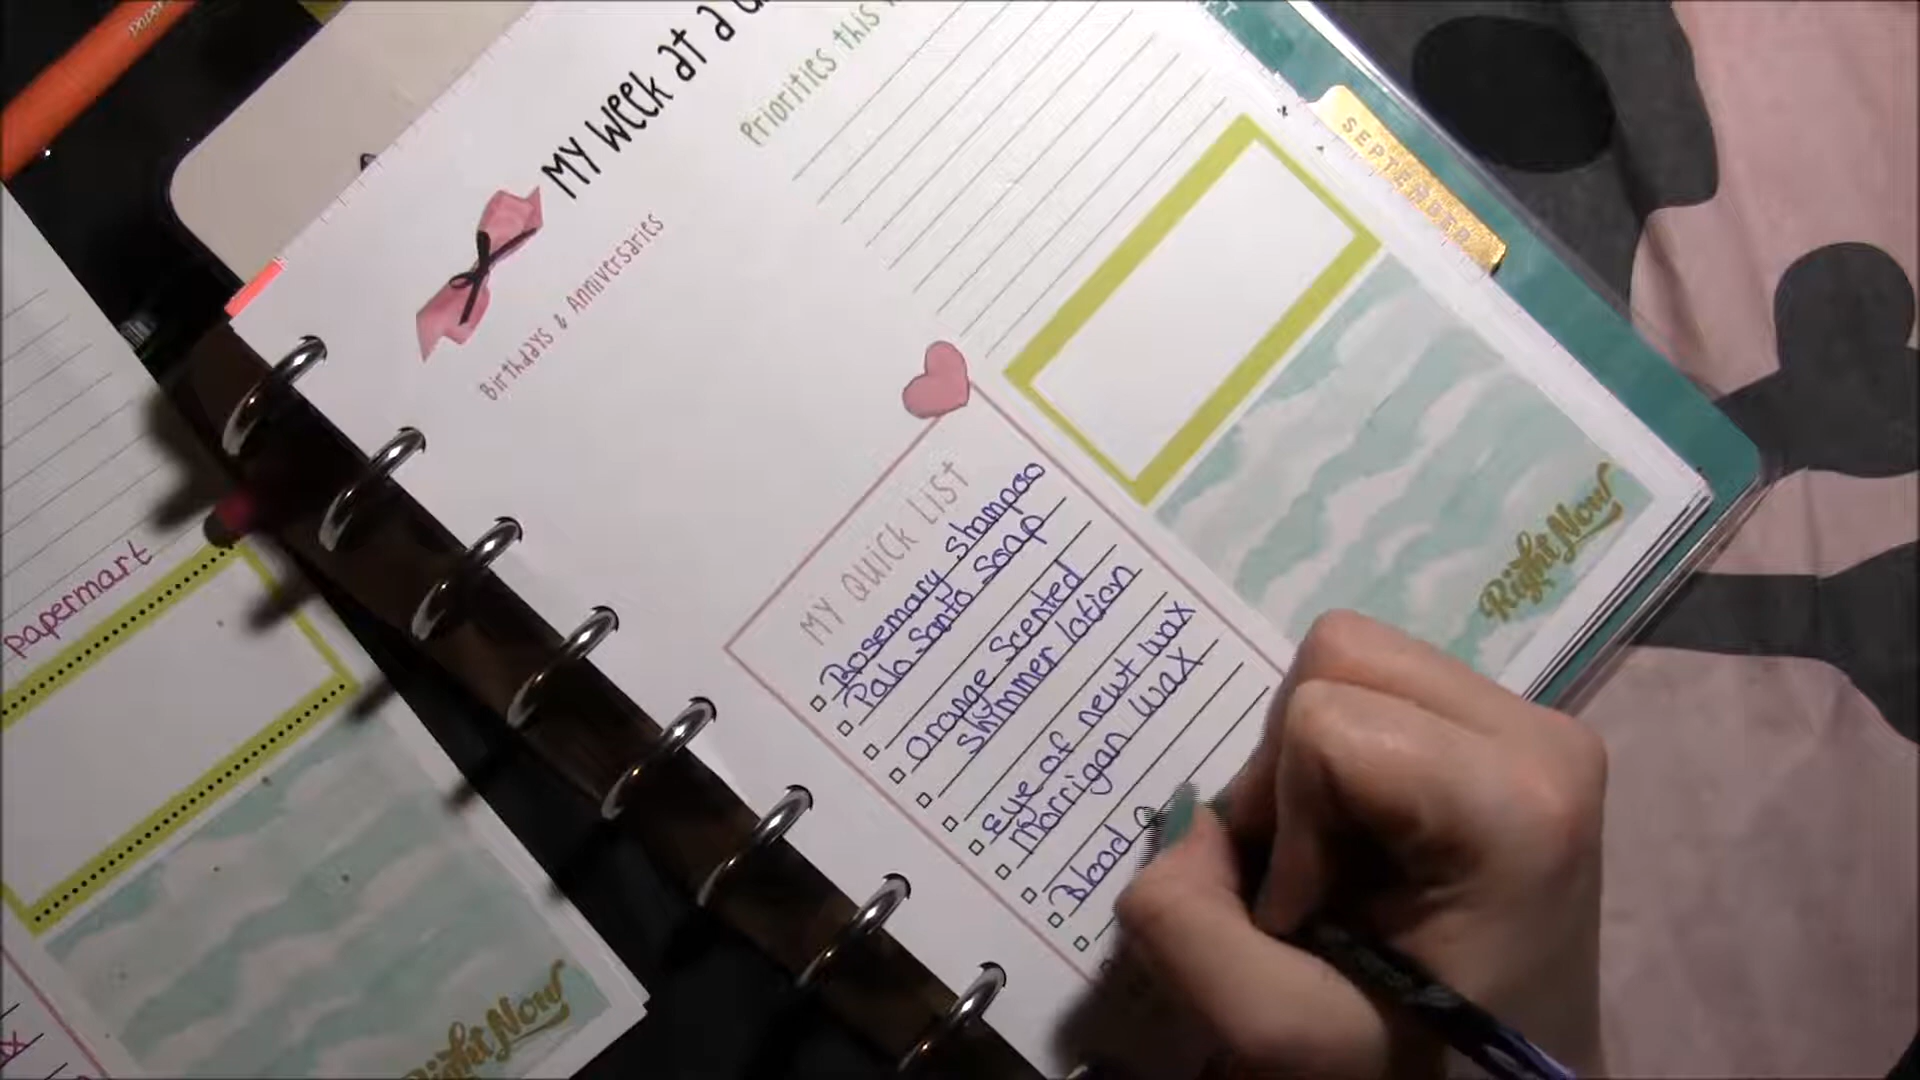 papermart
Right Now
My Week at a
Priorities this
Birthdays & Anniversaries
SEPTEMBER
MY QUICK LIST
Rosemary shampoo
Palo Santo Soap
Orange Scented
shimmer lotion
Eye of newt wax
Morrigan wax
Blood
Right Now